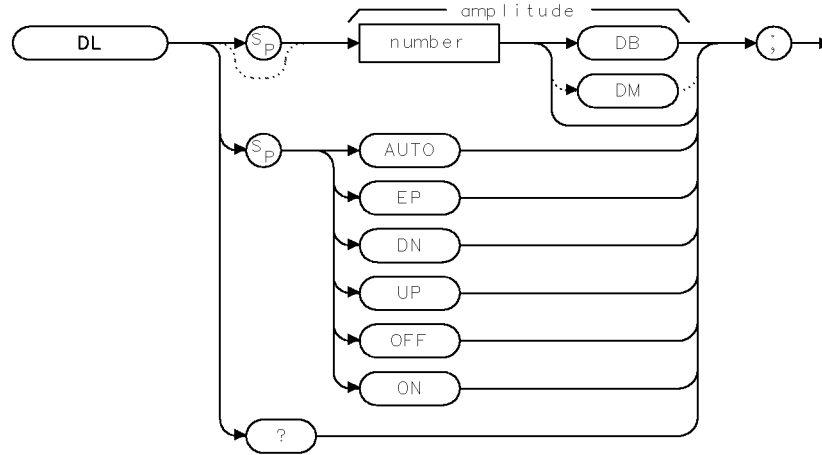 amplitude
DL SP number DB ;
DM
SP AUTO
EP
DN
UP
OFF
ON
?